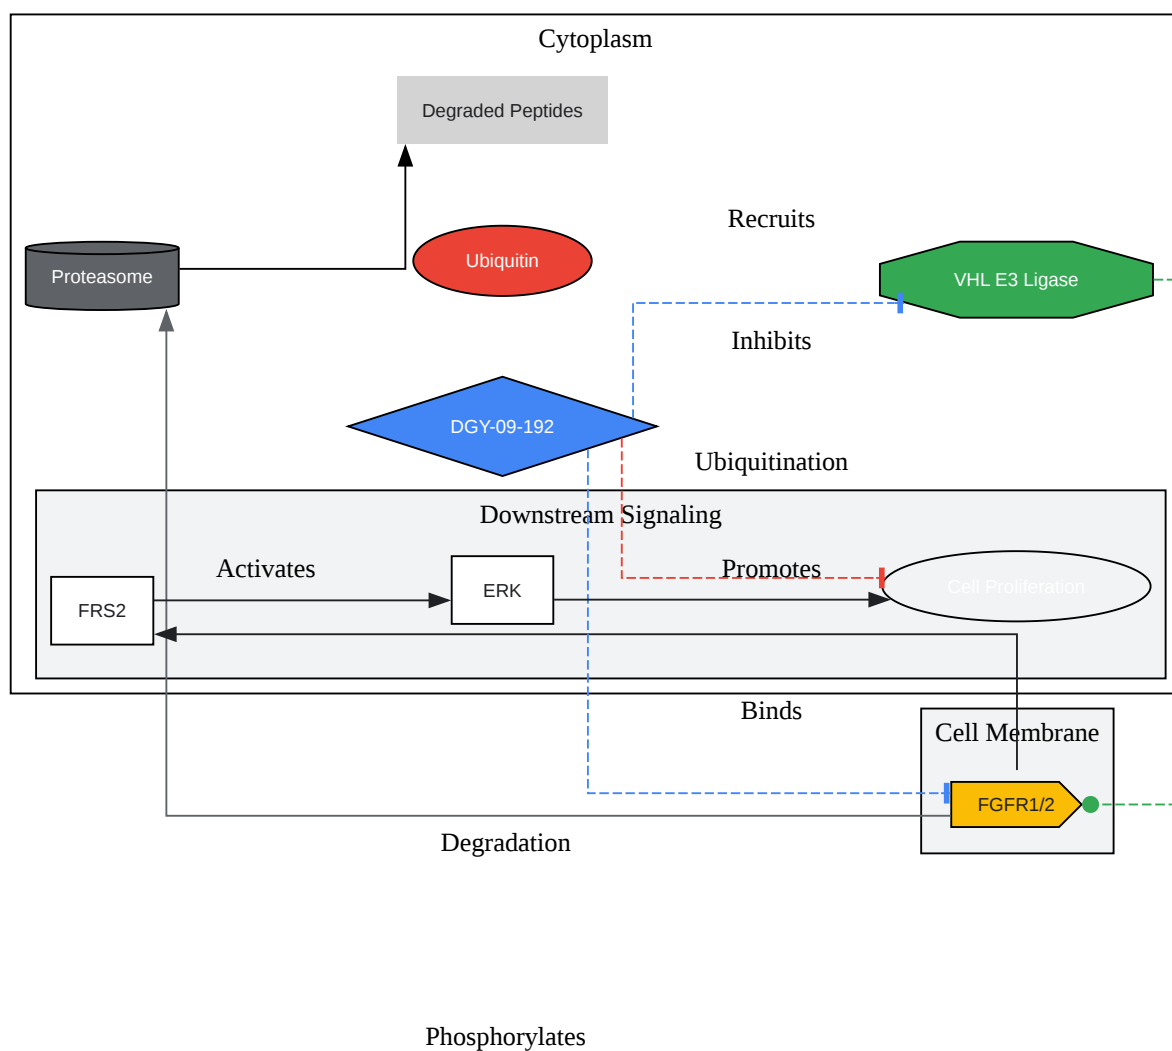 Cytoplasm
Degraded Peptides
Recruits
Ubiquitin
Proteasome
VHL E3 Ligase
Inhibits
DGY-09-192
Ubiquitination
Downstream Signaling
Activates
Promotes
FRS2
ERK
Cell Proliferation
Binds
Cell Membrane
FGFR1/2
Degradation
Phosphorylates